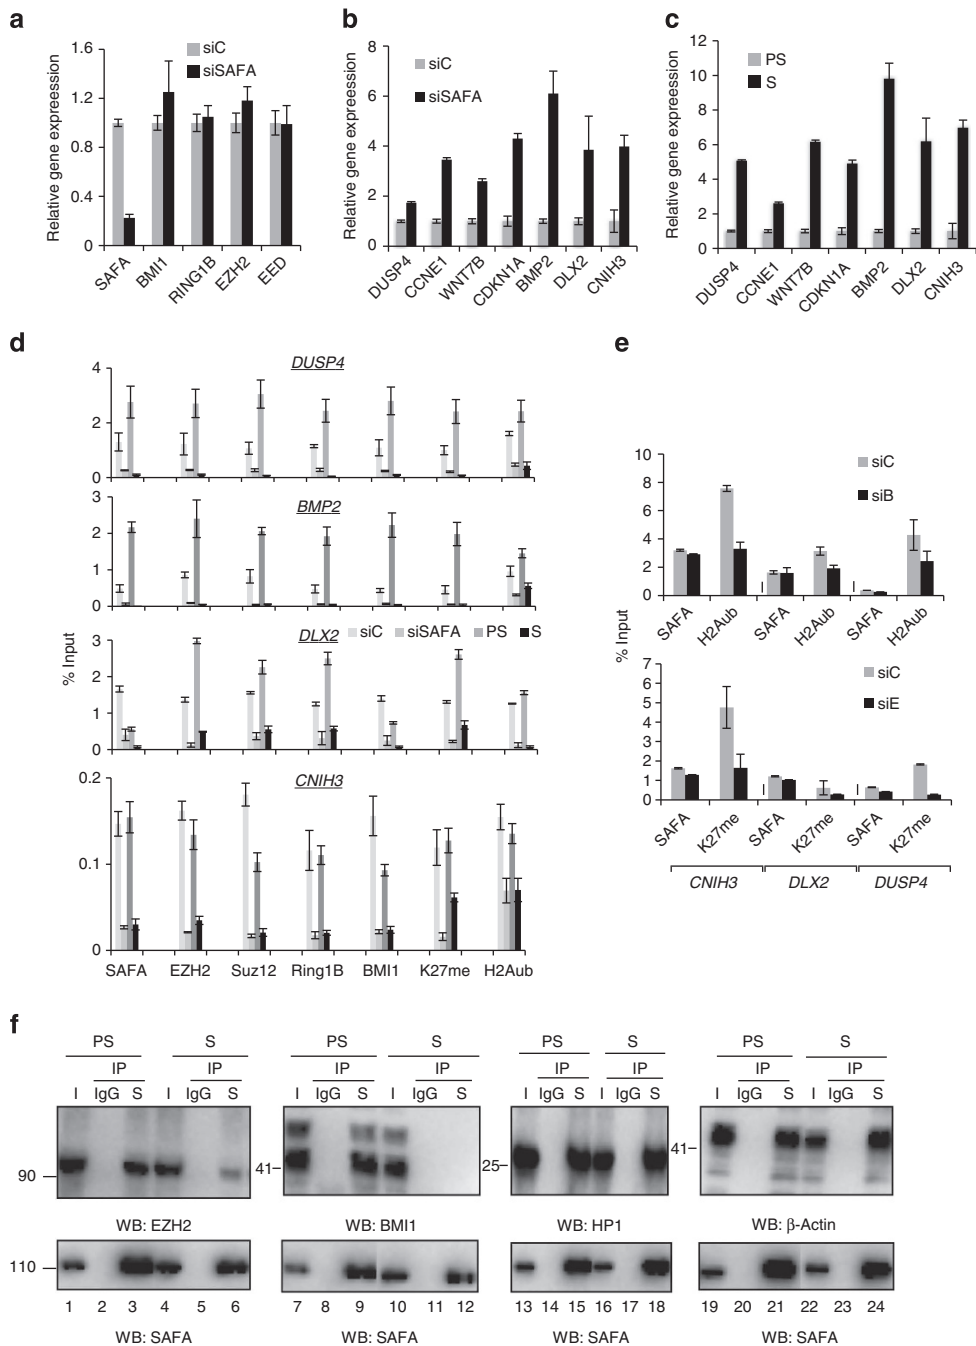 a
Relative gene expreession
1.6
1.2
0.8
0.4
0
siC
siSAFA
SAFA
BMI1
RING1B
EZH2
EED
b
Relative gene expreession
8
6
4
2
0
siC
siSAFA
DUSP4
CCNE1
WNT7B
CDKN1A
BMP2
DLX2
CNIH3
c
Relative gene expreession
12
10
8
6
4
2
0
PS
S
DUSP4
CCNE1
WNT7B
CDKN1A
BMP2
DLX2
CNIH3
d
% Input
DUSP4
4
2
0
BMP2
3
2
1
0
DLX2
siC siSAFA PS S
3
2
1
0
CNIH3
0.2
0.1
0
SAFA EZH2 Suz12 Ring1B BMI1 K27me H2Aub
e
% Input
10
8
6
4
2
0
siC
siB
SAFA
H2Aub
SAFA
H2Aub
SAFA
H2Aub
7
6
5
4
3
2
1
0
siC
siE
SAFA
K27me
SAFA
K27me
SAFA
K27me
CNIH3 DLX2 DUSP4
f
PS S PS S PS S PS S
IP IP IP IP IP IP IP IP
I IgG S I IgG S I IgG S I IgG S I IgG S I IgG S I IgG S I IgG S
90
41
25
41
WB: EZH2 WB: BMI1 WB: HP1 WB: β-Actin
110
1 2 3 4 5 6 7 8 9 10 11 12 13 14 15 16 17 18 19 20 21 22 23 24
WB: SAFA WB: SAFA WB: SAFA WB: SAFA